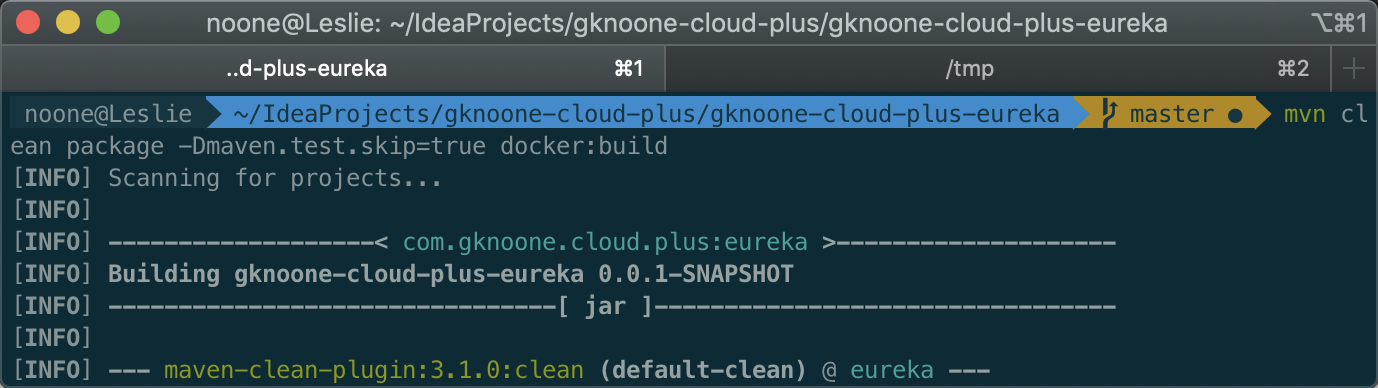 noone@Leslie: ~/IdeaProjects/gknoone-cloud-plus/gknoone-cloud-plus-eureka ⌥⌘1
..d-plus-eureka ⌘1 /tmp ⌘2 +
noone@Leslie ~/IdeaProjects/gknoone-cloud-plus/gknoone-cloud-plus-eureka master ● mvn cl
ean package -Dmaven.test.skip=true docker:build
[INFO] Scanning for projects...
[INFO]
[INFO] -------------------< com.gknoone.cloud.plus:eureka >--------------------
[INFO] Building gknoone-cloud-plus-eureka 0.0.1-SNAPSHOT
[INFO] --------------------------------[ jar ]---------------------------------
[INFO]
[INFO] --- maven-clean-plugin:3.1.0:clean (default-clean) @ eureka ---